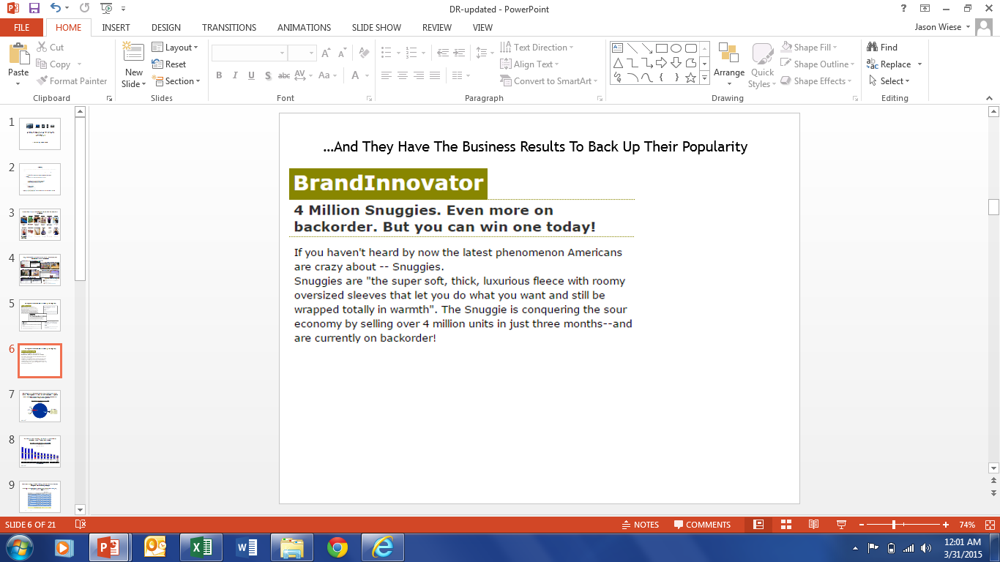 DR-updated - PowerPoint
FILE HOME INSERT DESIGN TRANSITIONS ANIMATIONS SLIDE SHOW REVIEW VIEW Jason Wiese
Paste
Cut
Copy
Format Painter
Clipboard
New
Slide
Layout
Reset
Section
Slides
B I U S abc AV Aa A
Font
Text Direction
Align Text
Convert to SmartArt
Paragraph
Arrange
Quick
Styles
Shape Fill
Shape Outline
Shape Effects
Drawing
Find
Replace
Select
Editing
1
2
3
4
5
6
7
8
9
...And They Have The Business Results To Back Up Their Popularity
BrandInnovator
4 Million Snuggies. Even more on
backorder. But you can win one today!
If you haven't heard by now the latest phenomenon Americans
are crazy about -- Snuggies.
Snuggies are "the super soft, thick, luxurious fleece with roomy
oversized sleeves that let you do what you want and still be
wrapped totally in warmth". The Snuggie is conquering the sour
economy by selling over 4 million units in just three months--and
are currently on backorder!
SLIDE 6 OF 21 NOTES COMMENTS 74%
12:01 AM
3/31/2015